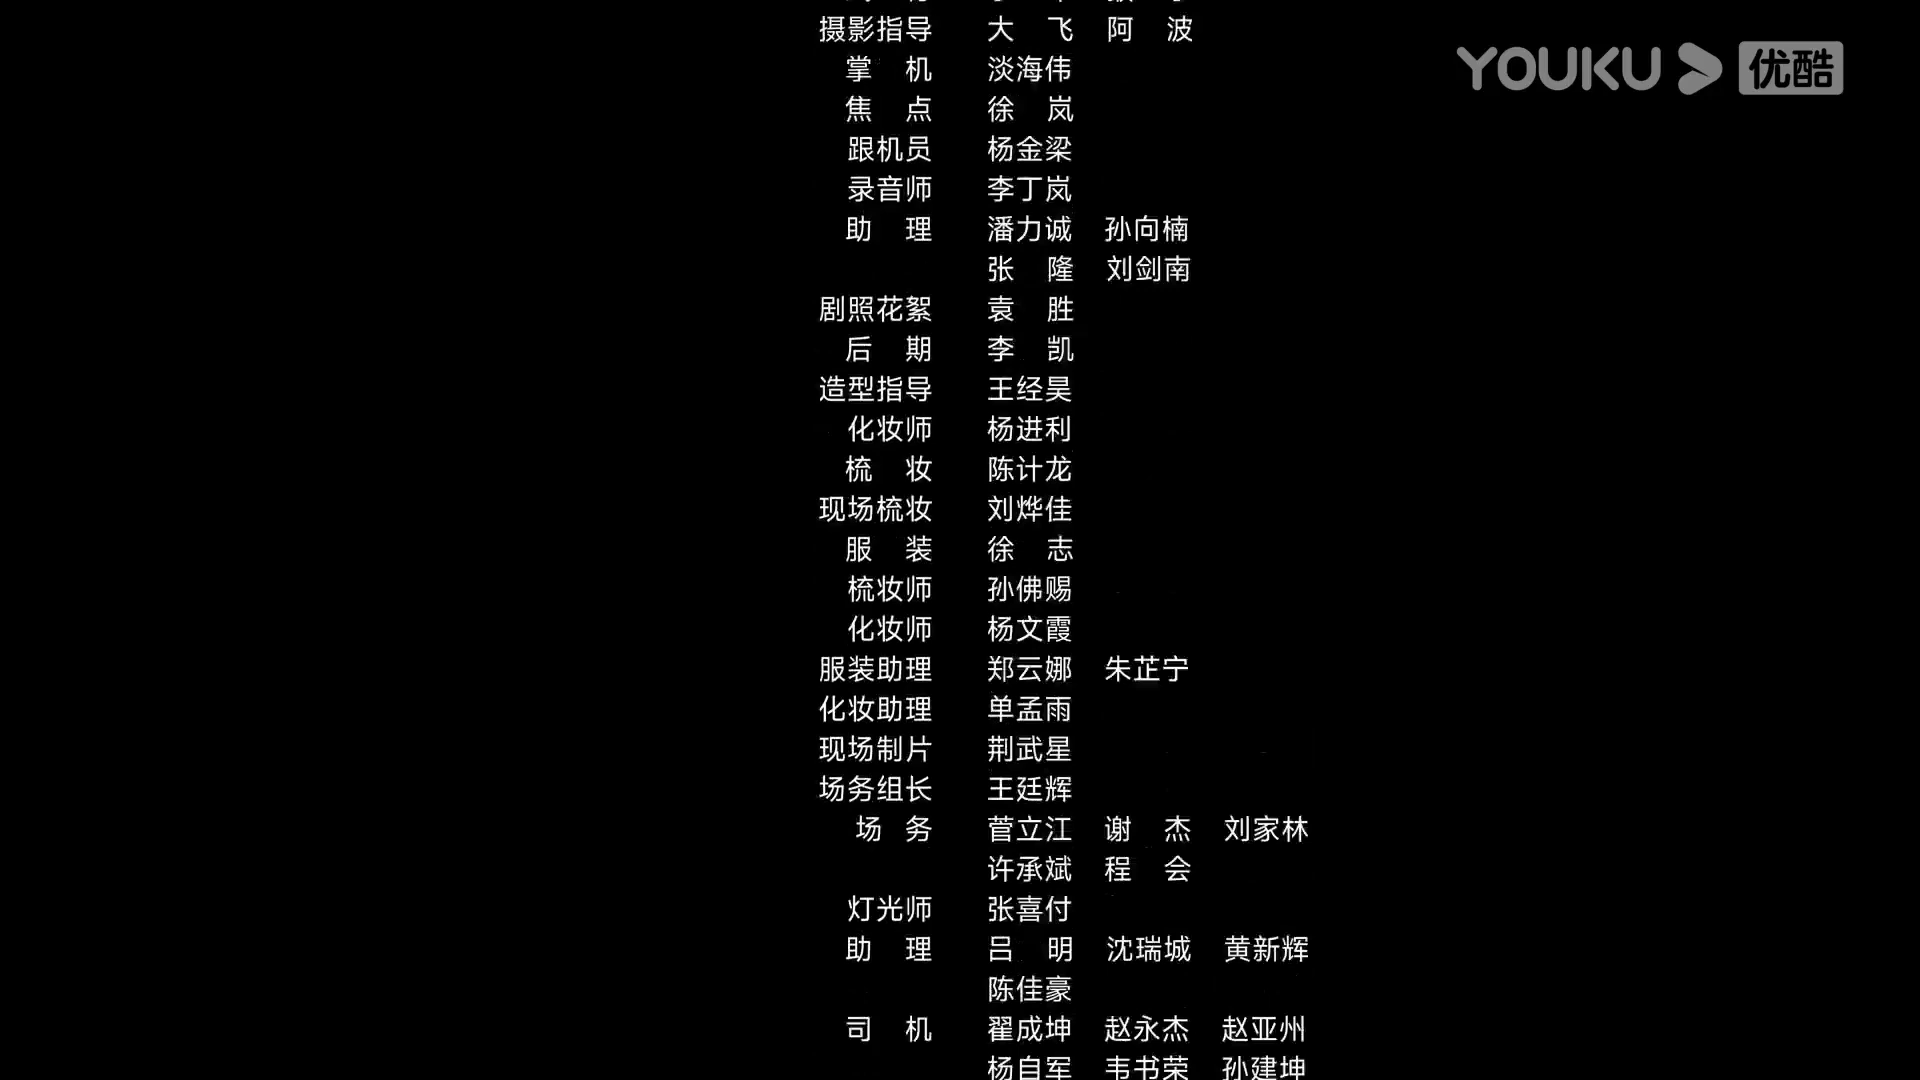 摄影指导 大 飞 阿 波
YOUKU 优酷
掌 机 淡海伟
焦 点 徐 岚
跟机员 杨金梁
录音师 李丁岚
助 理 潘力诚 孙向楠
张 隆 刘剑南
剧照花絮 袁 胜
后 期 李 凯
造型指导 王经昊
化妆师 杨进利
梳 妆 陈计龙
现场梳妆 刘烨佳
服 装 徐 志
梳妆师 孙佛赐
化妆师 杨文霞
服装助理 郑云娜 朱芷宁
化妆助理 单孟雨
现场制片 荆武星
场务组长 王廷辉
场 务 菅立江 谢 杰 刘家林
许承斌 程 会
灯光师 张喜付
助 理 吕 明 沈瑞城 黄新辉
陈佳豪
司 机 翟成坤 赵永杰 赵亚州
杨自军 韦书荣 孙建坤